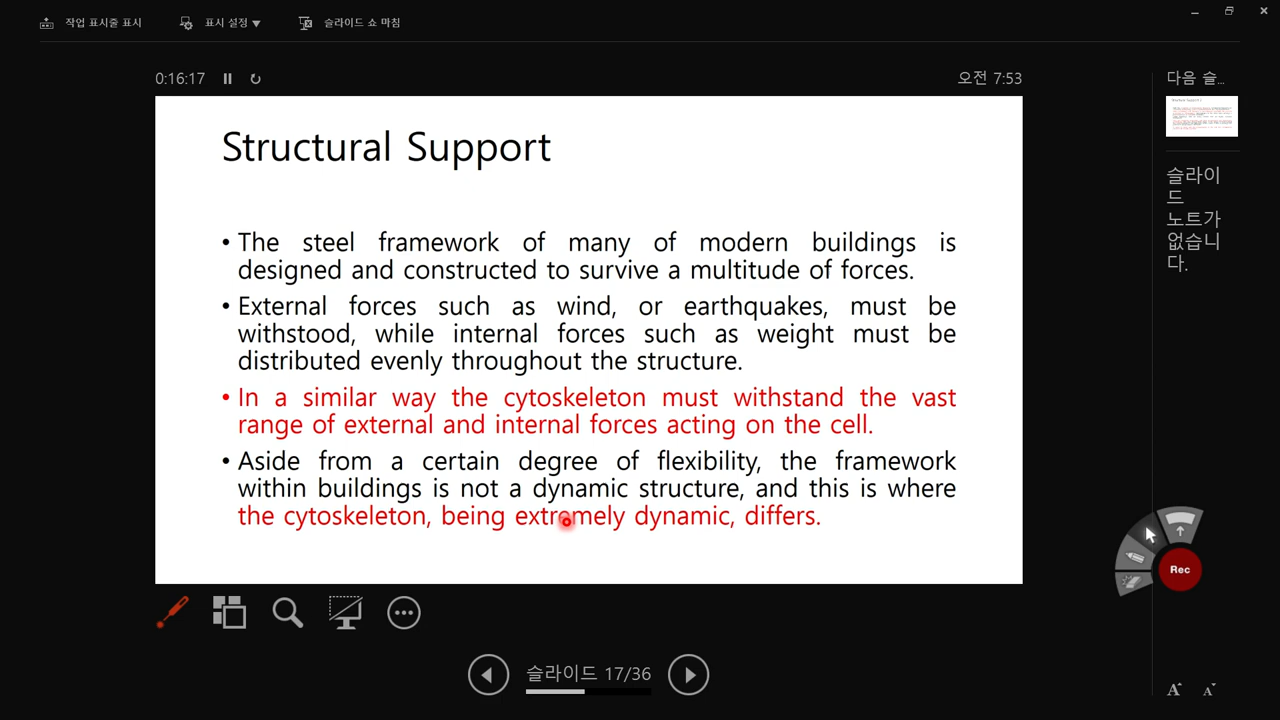 작업 표시줄 표시
표시 설정 ▼
슬라이드 쇼 마침
0:16:17
오전 7:53
다음 슬...
Structural Support
• The steel framework of many of modern buildings is
designed and constructed to survive a multitude of forces.
• External forces such as wind, or earthquakes, must be
withstood, while internal forces such as weight must be
distributed evenly throughout the structure.
• In a similar way the cytoskeleton must withstand the vast
range of external and internal forces acting on the cell.
• Aside from a certain degree of flexibility, the framework
within buildings is not a dynamic structure, and this is where
the cytoskeleton, being extremely dynamic, differs.
슬라이
드
노트가
없습니
다.
Rec
슬라이드 17/36
A A